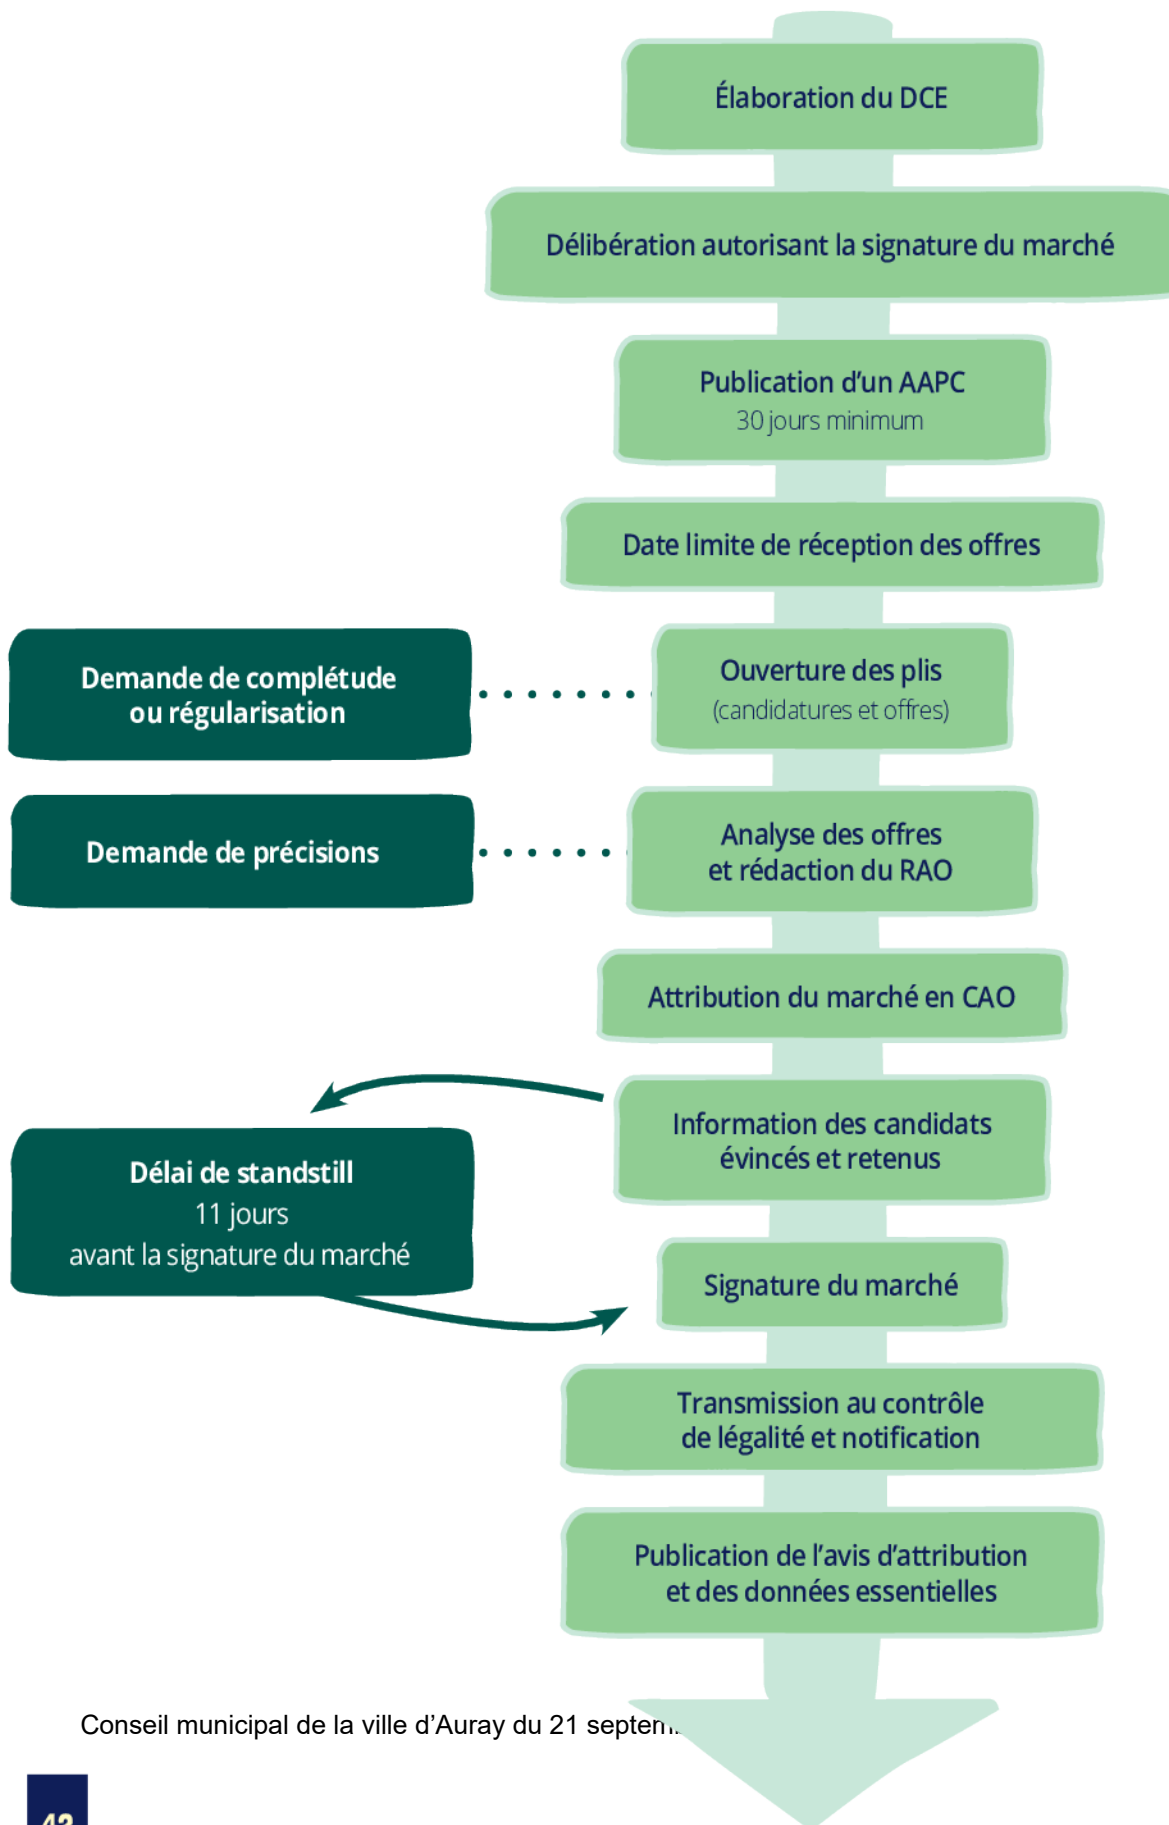 Élaboration du DCE
Délibération autorisant la signature du marché
Publication d’un AAPC
30 jours minimum
Date limite de réception des offres
Demande de complétude
ou régularisation
Ouverture des plis
(candidatures et offres)
Demande de précisions
Analyse des offres
et rédaction du RAO
Attribution du marché en CAO
Information des candidats
évincés et retenus
Délai de standstill
11 jours
avant la signature du marché
Signature du marché
Transmission au contrôle
de légalité et notification
Publication de l’avis d’attribution
et des données essentielles
Conseil municipal de la ville d’Auray du 21